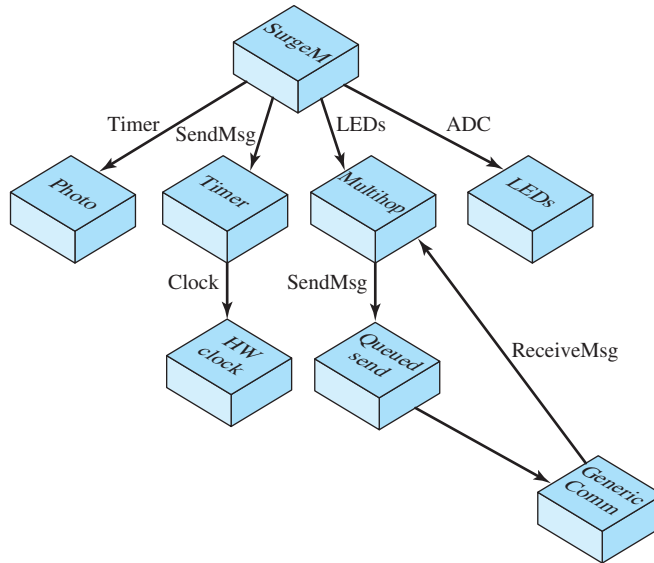 SurgeM
Timer
SendMsg
LEDs
ADC
Photo
Timer
Multihop
LEDs
Clock
SendMsg
HW
clock
Queued
send
ReceiveMsg
Generic
Comm